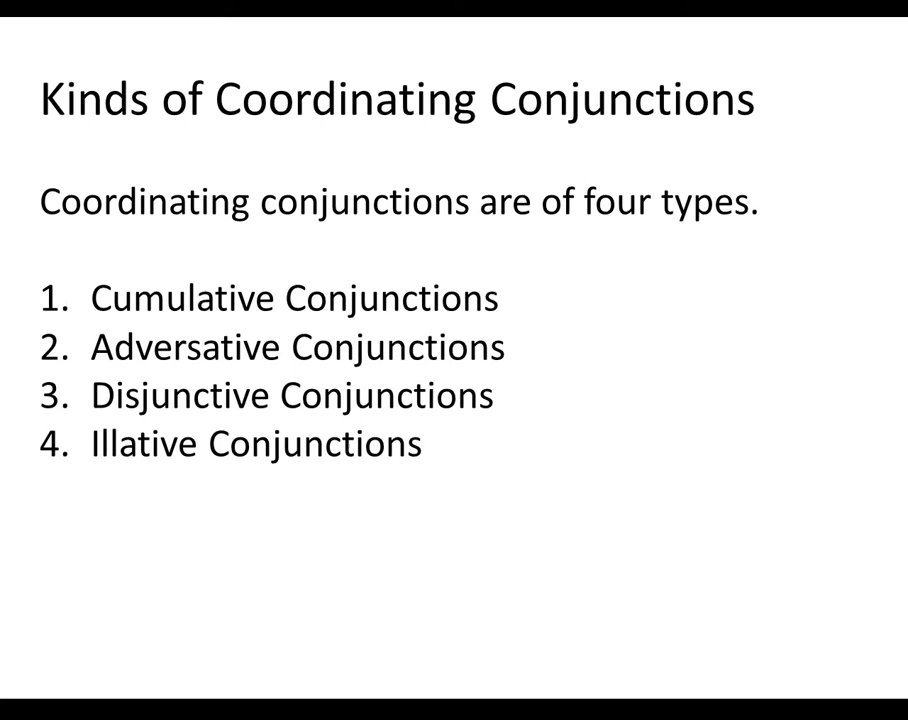 Kinds of Coordinating Conjunctions
Coordinating conjunctions are of four types.
1. Cumulative Conjunctions
2. Adversative Conjunctions
3. Disjunctive Conjunctions
4. Illative Conjunctions